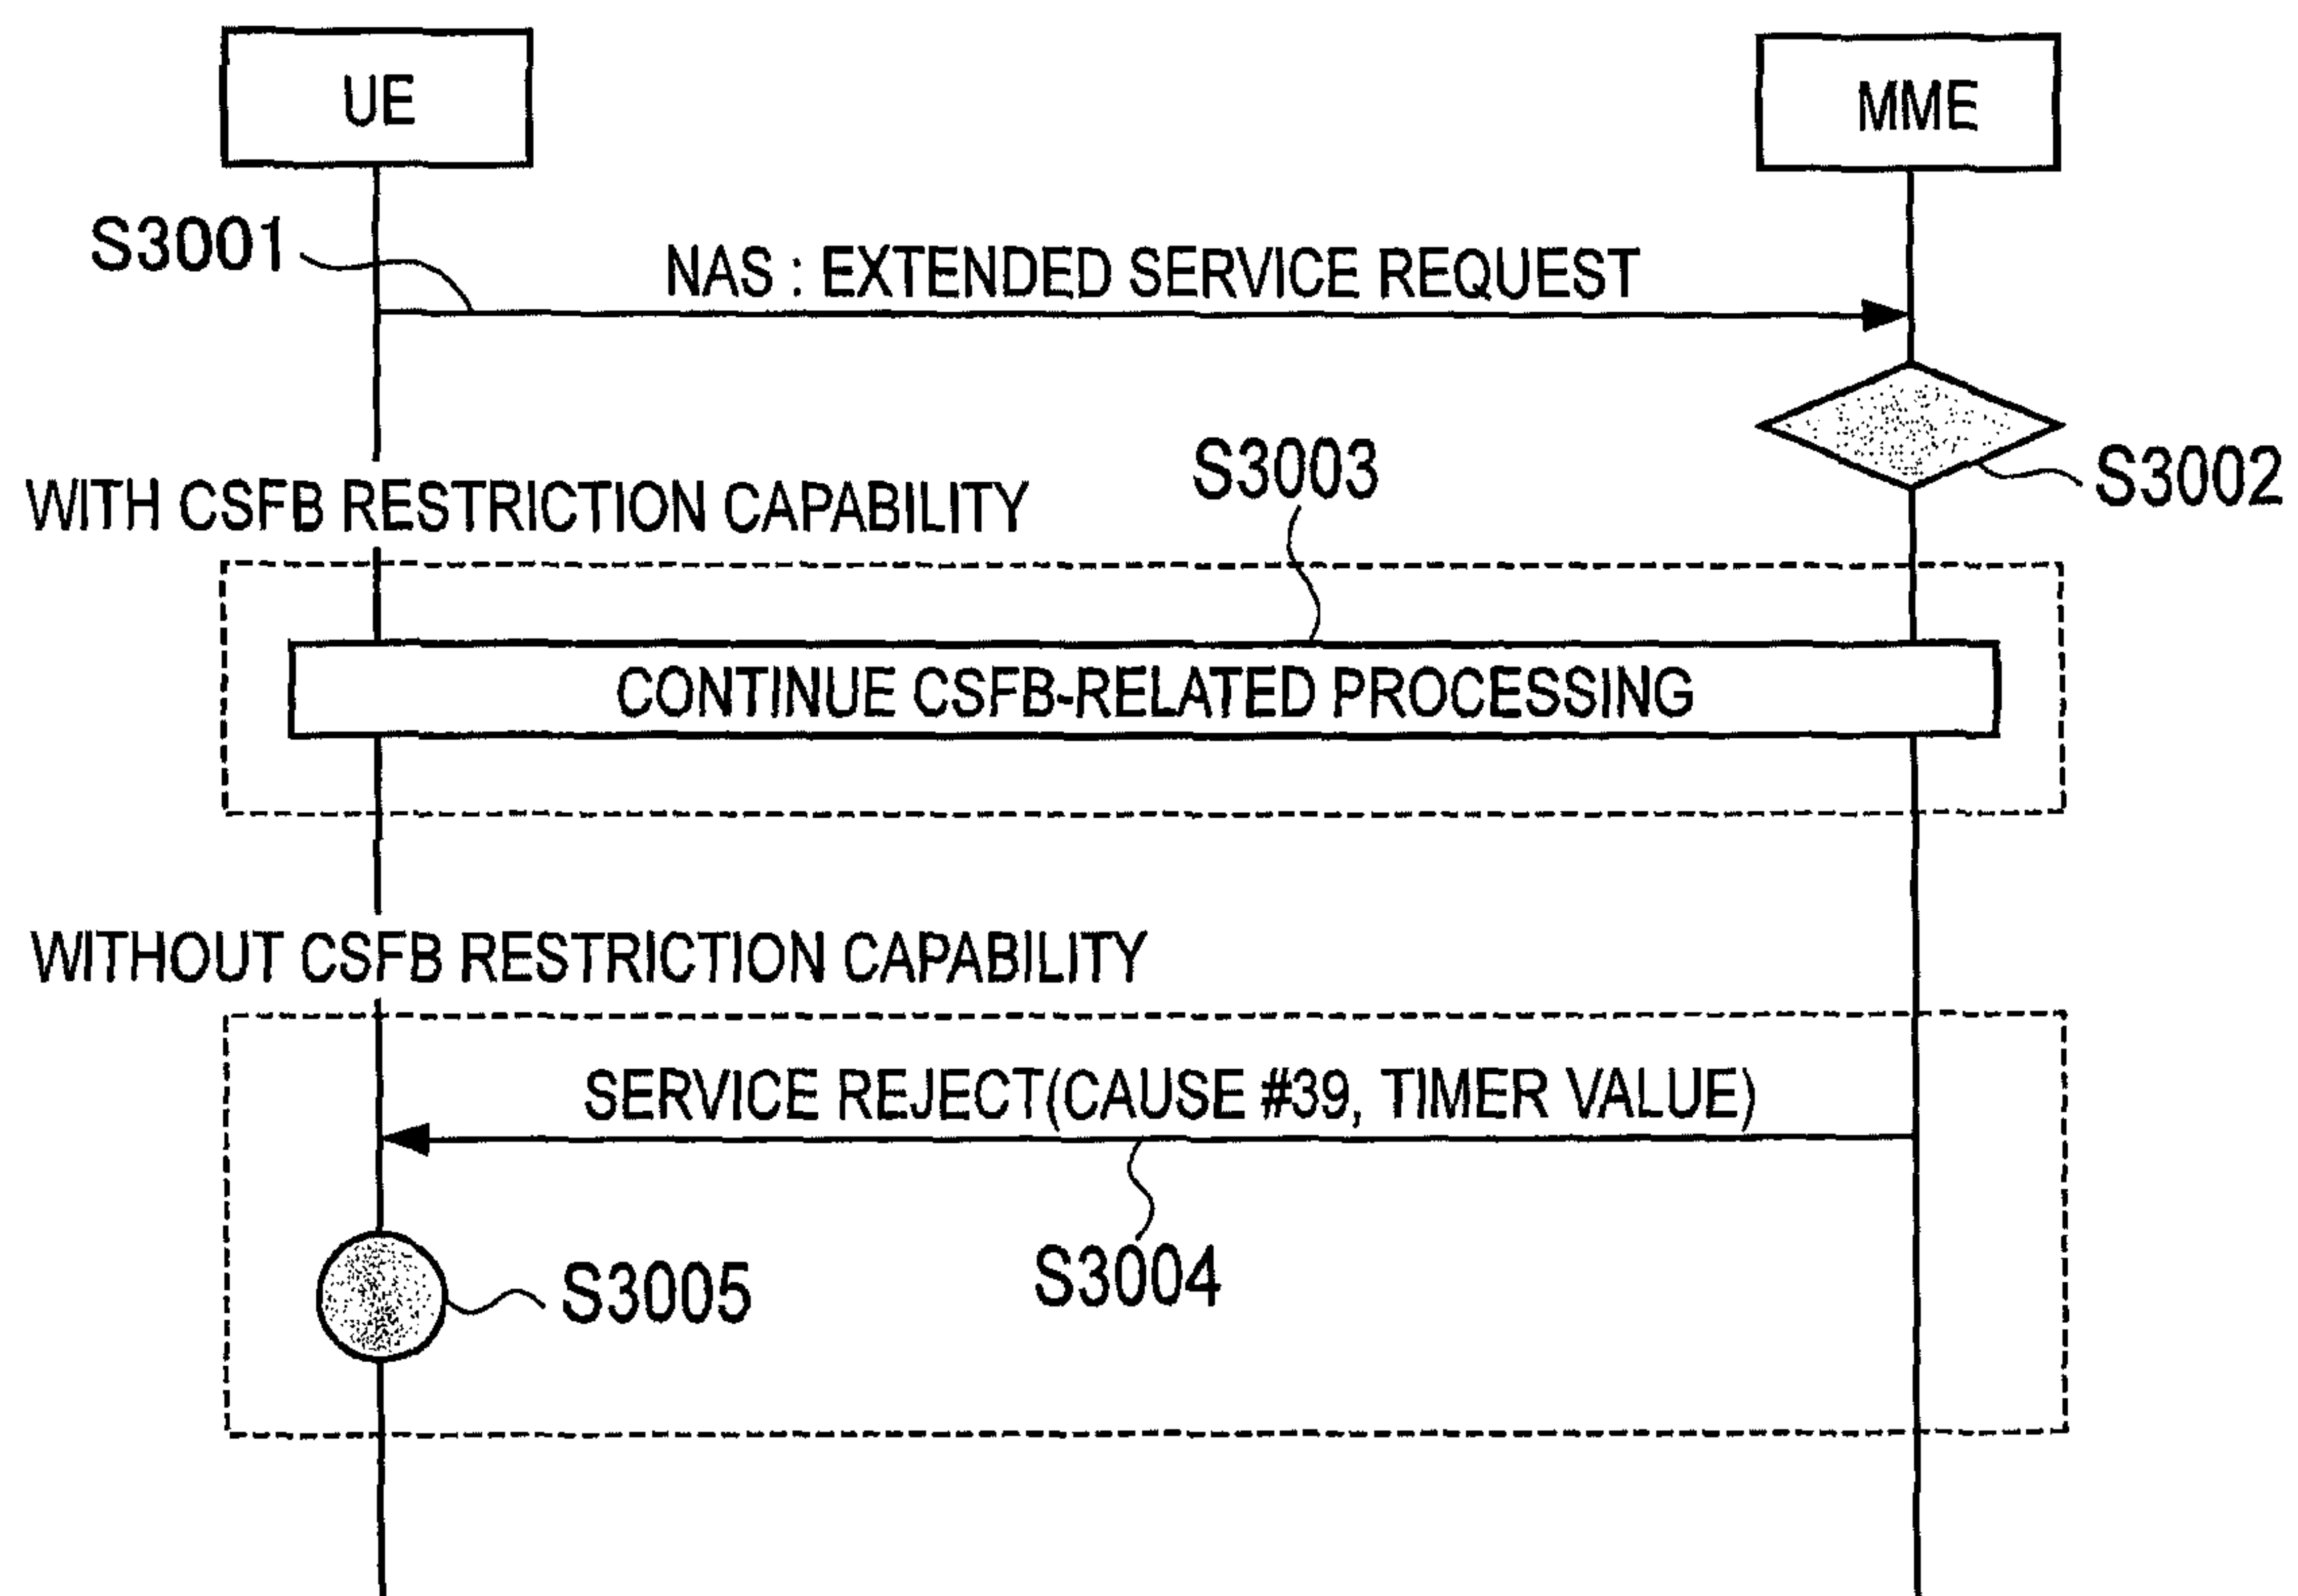 UE
MME
S3001
NAS : EXTENDED SERVICE REQUEST
S3002
WITH CSFB RESTRICTION CAPABILITY
S3003
CONTINUE CSFB-RELATED PROCESSING
WITHOUT CSFB RESTRICTION CAPABILITY
SERVICE REJECT(CAUSE #39, TIMER VALUE)
S3004
S3005